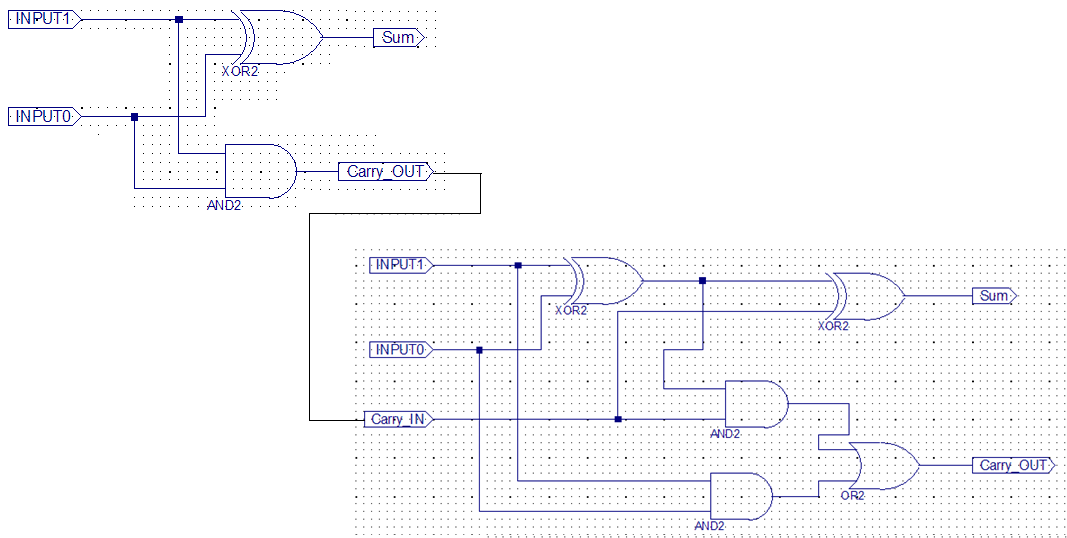 INPUT1
Sum
XOR2
INPUT0
Carry_OUT
AND2
INPUT1
XOR2
Sum
XOR2
INPUT0
Carry_IN
AND2
Carry_OUT
OR2
AND2